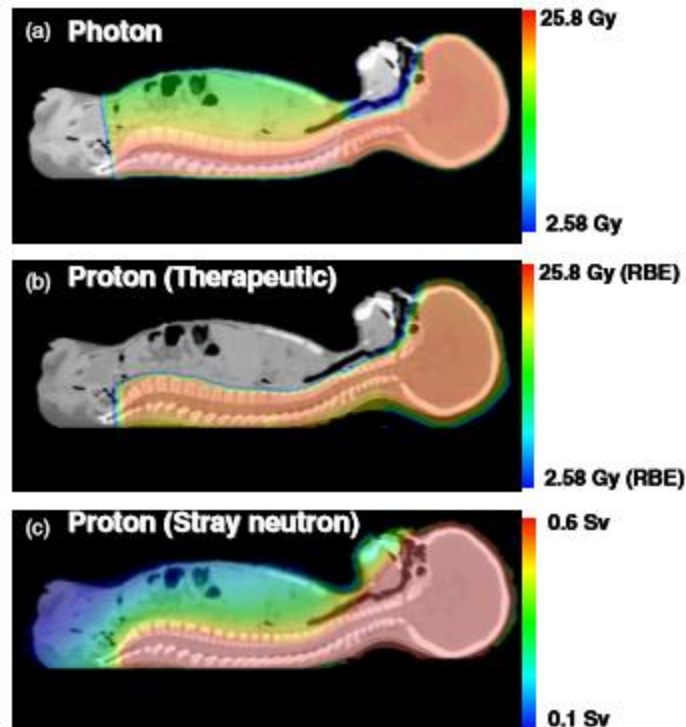 (a) Photon
25.8 Gy
2.58 Gy
(b) Proton (Therapeutic)
25.8 Gy (RBE)
2.58 Gy (RBE)
(c) Proton (Stray neutron)
0.6 Sv
0.1 Sv